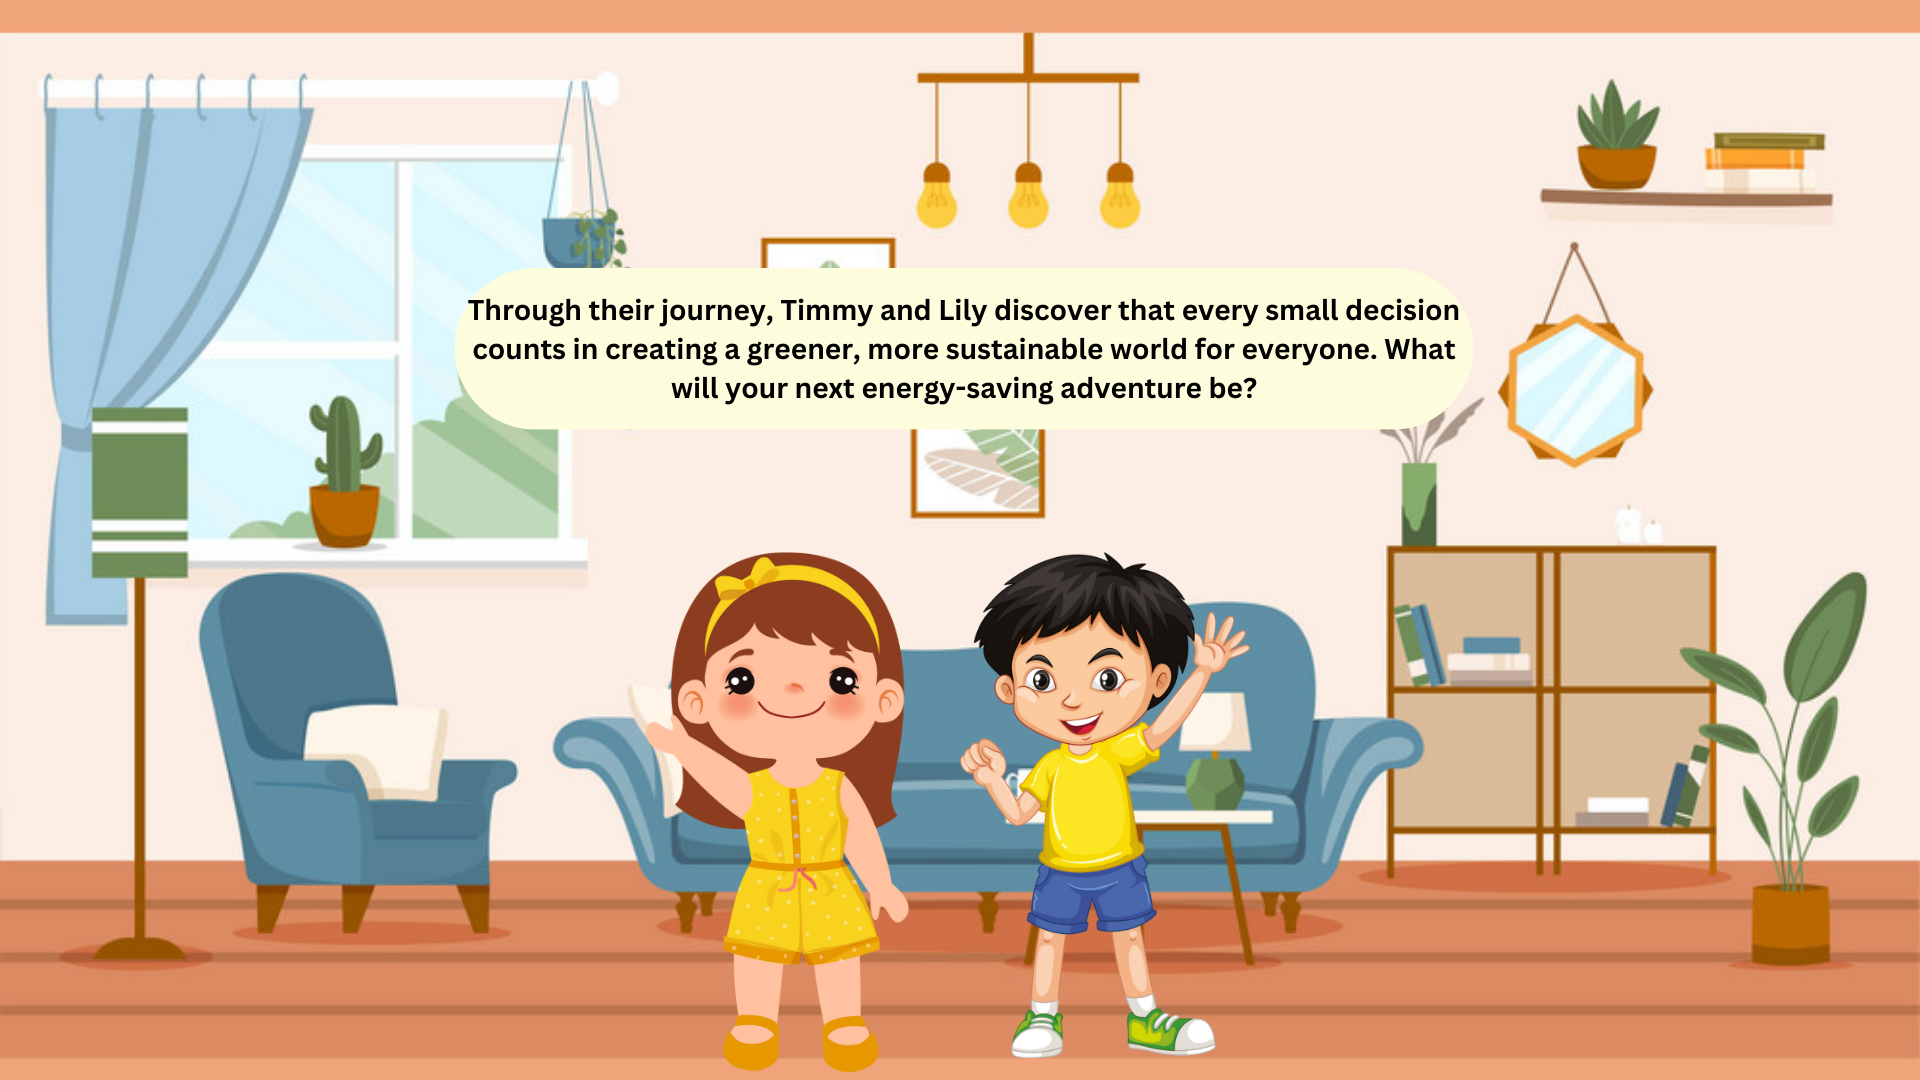 Through their journey, Timmy and Lily discover that every small decision
counts in creating a greener, more sustainable world for everyone. What
will your next energy-saving adventure be?